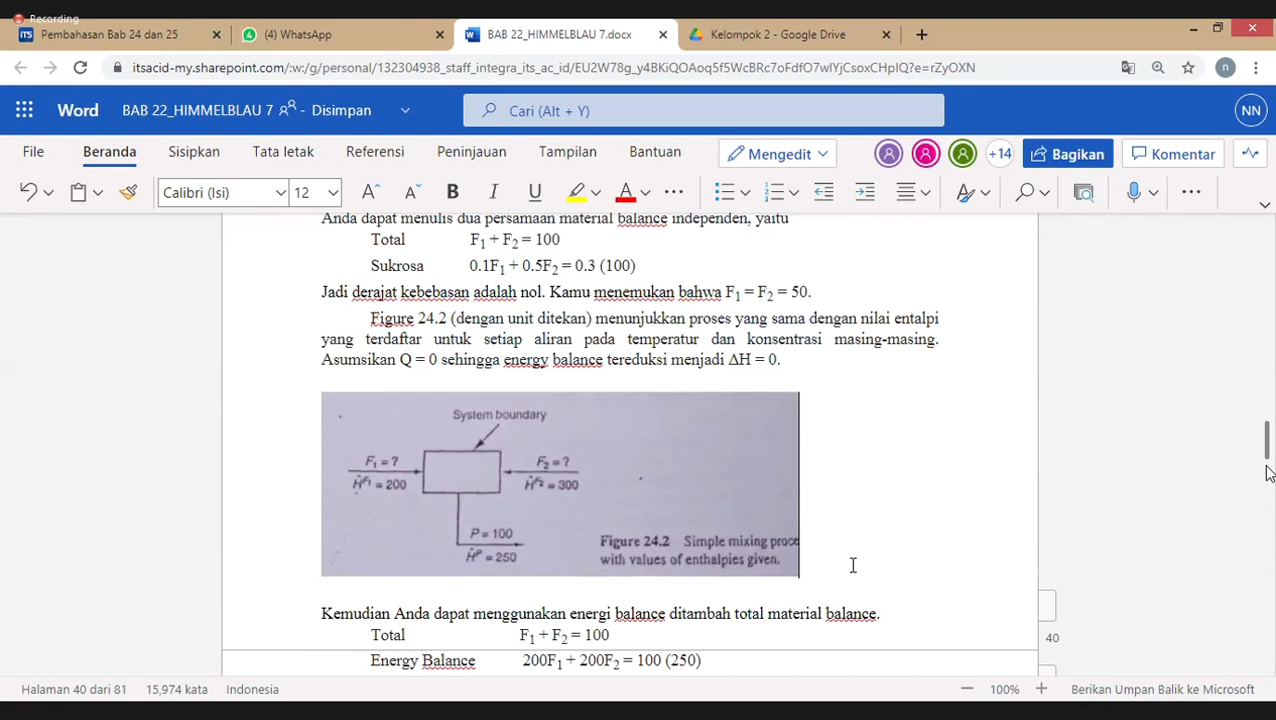 Recording
Pembahasan Bab 24 dan 25
(4) WhatsApp
BAB 22_HIMMELBLAU 7.docx
Kelompok 2 - Google Drive
itsacid-my.sharepoint.com/:w:/g/personal/132304938_staff_integra_its_ac_id/EU2W78g_y4BKiQOAoq5f5WcBRc7oFdfO7wIYjCsoxCHpIQ?e=rZyOXN
Word BAB 22_HIMMELBLAU 7 - Disimpan
Cari (Alt + Y)
NN
File Beranda Sisipkan Tata letak Referensi Peninjauan Tampilan Bantuan
Mengedit
+14
Bagikan
Komentar
Calibri (Isi) 12
Anda dapat menulis dua persamaan material balance independen, yaitu
Total F1 + F2 = 100
Sukrosa 0.1F1 + 0.5F2 = 0.3 (100)
Jadi derajat kebebasan adalah nol. Kamu menemukan bahwa F1 = F2 = 50.
Figure 24.2 (dengan unit ditekan) menunjukkan proses yang sama dengan nilai entalpi
yang terdaftar untuk setiap aliran pada temperatur dan konsentrasi masing-masing.
Asumsikan Q = 0 sehingga energy balance tereduksi menjadi ΔH = 0.
System boundary
F1 = ?
ĤF1 = 200
F2 = ?
ĤF2 = 300
P = 100
ĤP = 250
Figure 24.2 Simple mixing proce
with values of enthalpies given.
Kemudian Anda dapat menggunakan energi balance ditambah total material balance.
Total F1 + F2 = 100
Energy Balance 200F1 + 200F2 = 100 (250)
40
Halaman 40 dari 81 15,974 kata Indonesia
100%
Berikan Umpan Balik ke Microsoft